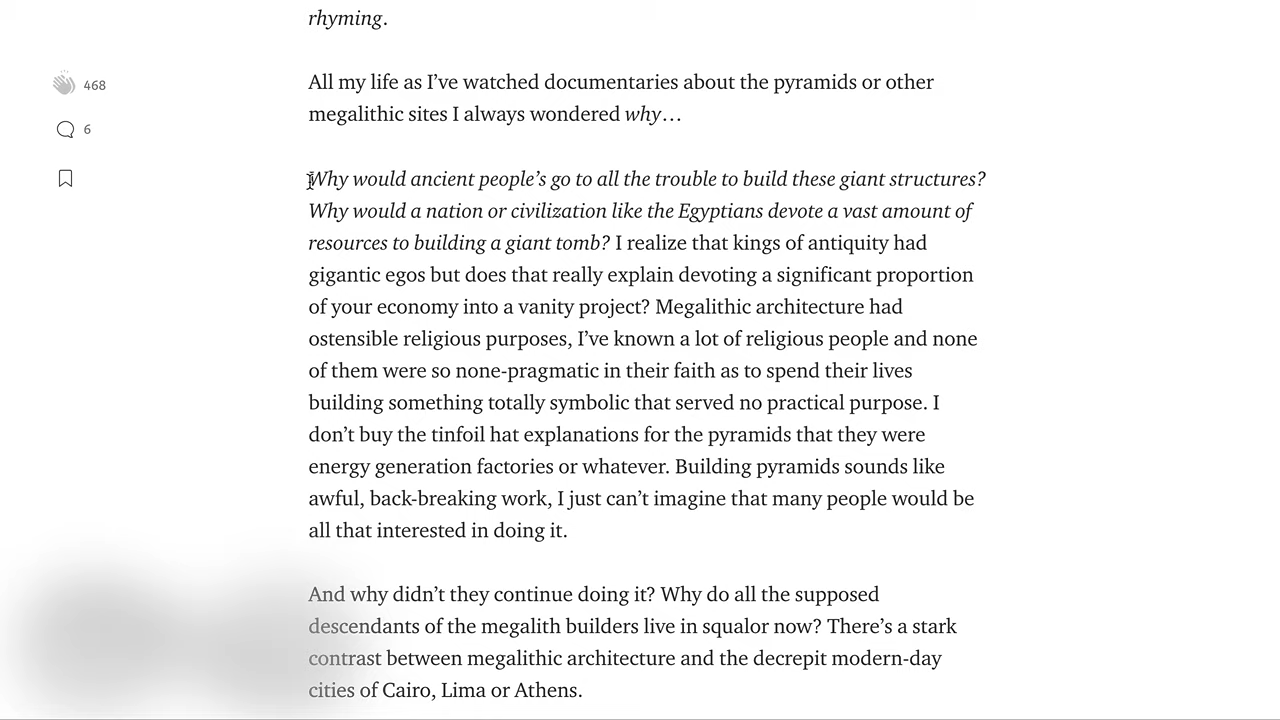 rhyming.
468
6
All my life as I’ve watched documentaries about the pyramids or other
megalithic sites I always wondered why…
Why would ancient people’s go to all the trouble to build these giant structures?
Why would a nation or civilization like the Egyptians devote a vast amount of
resources to building a giant tomb? I realize that kings of antiquity had
gigantic egos but does that really explain devoting a significant proportion
of your economy into a vanity project? Megalithic architecture had
ostensible religious purposes, I’ve known a lot of religious people and none
of them were so none-pragmatic in their faith as to spend their lives
building something totally symbolic that served no practical purpose. I
don’t buy the tinfoil hat explanations for the pyramids that they were
energy generation factories or whatever. Building pyramids sounds like
awful, back-breaking work, I just can’t imagine that many people would be
all that interested in doing it.
And why didn’t they continue doing it? Why do all the supposed
descendants of the megalith builders live in squalor now? There’s a stark
contrast between megalithic architecture and the decrepit modern-day
cities of Cairo, Lima or Athens.